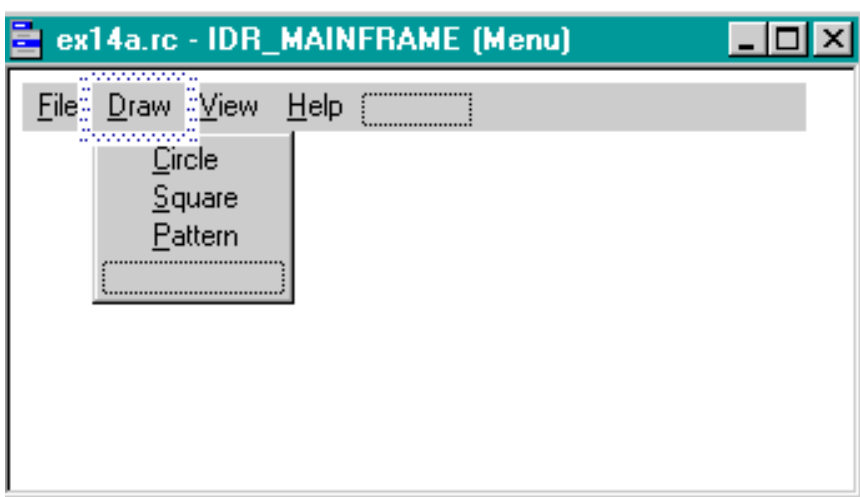 ex14a.rc - IDR_MAINFRAME (Menu)
File Draw View Help
Circle
Square
Pattern